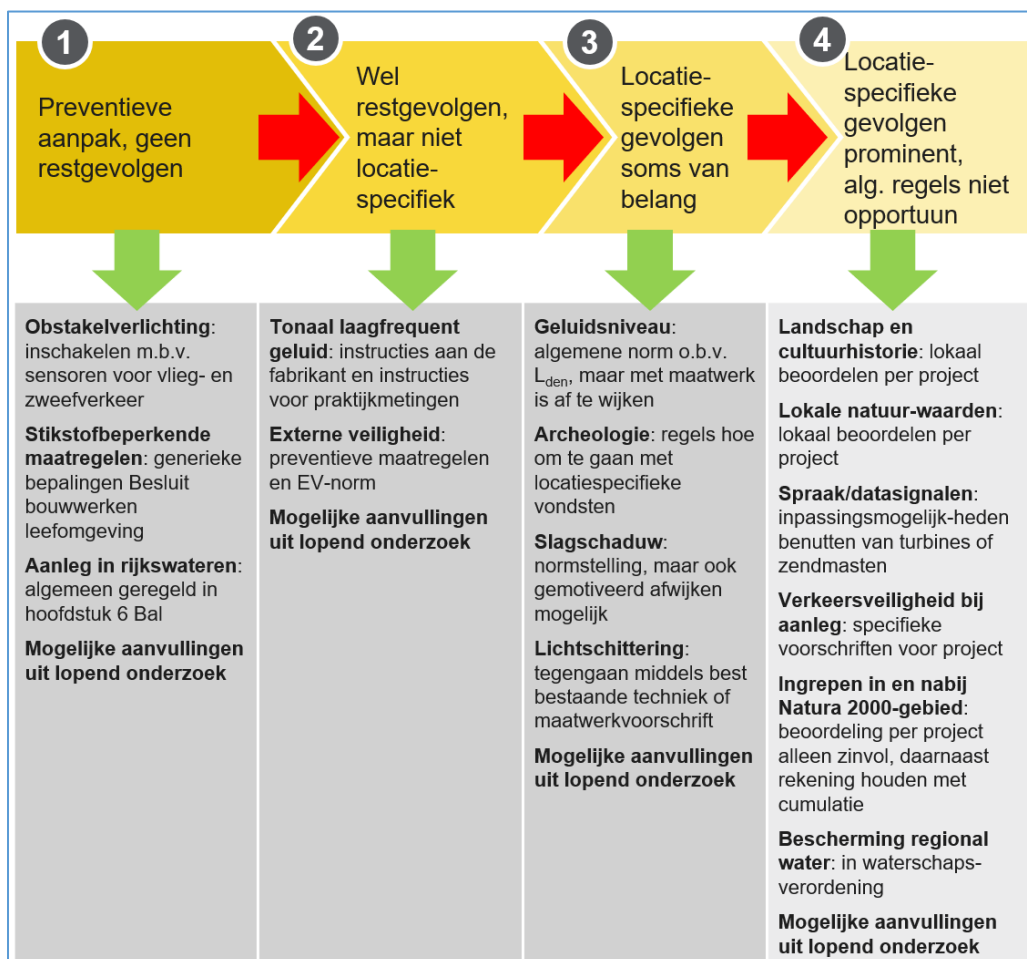 1
Preventieve
aanpak, geen
restgevolgen
2
Wel
restgevolgen,
maar niet
locatie-
specifiek
3
Locatie-
specifieke
gevolgen
soms van
belang
4
Locatie-
specifieke
gevolgen
prominent,
alg. regels niet
opportuun
Obstakelverlichting:
inschakelen m.b.v.
sensoren voor vlieg- en
zweefverkeer
Stikstofbeperkende
maatregelen: generieke
bepalingen Besluit
bouwwerken
leefomgeving
Aanleg in rijkswateren:
algemeen geregeld in
hoofdstuk 6 Bal
Mogelijke aanvullingen
uit lopend onderzoek
Tonaal laagfrequent
geluid: instructies aan de
fabrikant en instructies
voor praktijkmetingen
Externe veiligheid:
preventieve maatregelen
en EV-norm
Mogelijke aanvullingen
uit lopend onderzoek
Geluidsniveau:
algemene norm o.b.v.
Lden, maar met maatwerk
is af te wijken
Archeologie: regels hoe
om te gaan met
locatiespecifieke
vondsten
Slagschaduw:
normstelling, maar ook
gemotiveerd afwijken
mogelijk
Lichtschittering:
tegengaan middels best
bestaande techniek of
maatwerkvoorschrift
Mogelijke aanvullingen
uit lopend onderzoek
Landschap en
cultuurhistorie: lokaal
beoordelen per project
Lokale natuur-waarden:
lokaal beoordelen per
project
Spraak/datasignalen:
inpassingsmogelijk-heden
benutten van turbines of
zendmasten
Verkeersveiligheid bij
aanleg: specifieke
voorschriften voor project
Ingrepen in en nabij
Natura 2000-gebied:
beoordeling per project
alleen zinvol, daarnaast
rekening houden met
cumulatie
Bescherming regional
water: in waterschaps-
verordening
Mogelijke aanvullingen
uit lopend onderzoek